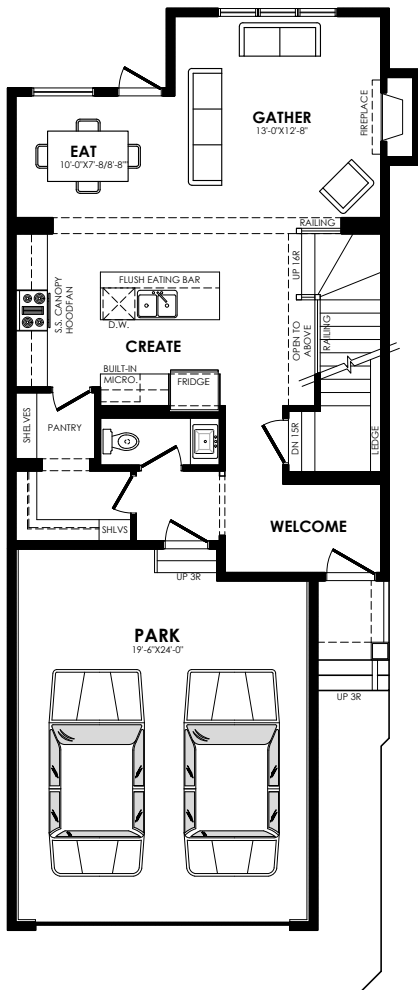 GATHER
13'-0"X12'-8"
FIREPLACE
EAT
10'-0"X7'-8/8'-8"
RAILING
UP 16R
S.S. CANOPY
HOODFAN
FLUSH EATING BAR
D.W.
OPEN TO
ABOVE
RAILING
CREATE
BUILT-IN
MICRO.
FRIDGE
SHELVES
PANTRY
DN 15R
LEDGE
SHLVS
WELCOME
UP 3R
PARK
19'-6"X24'-0"
UP 3R